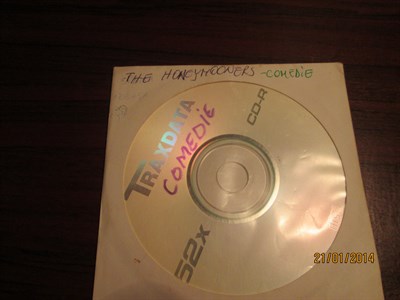 THE HONEYMOONERS - COMEDIE
TRAXDATA
COMEDIE
CD-R
52x
21/01/2014